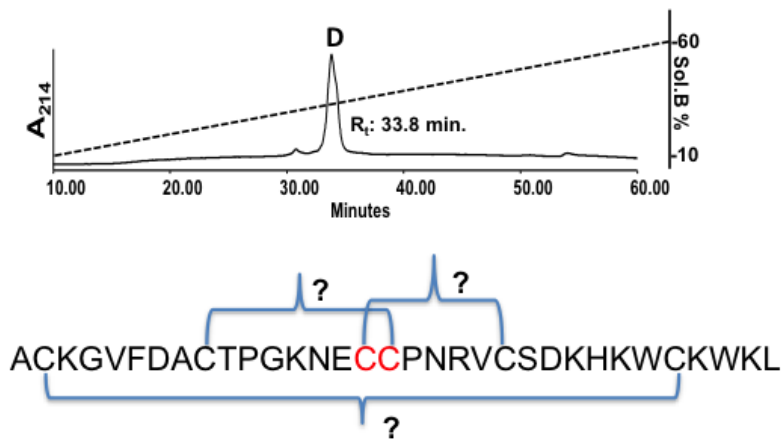 D
60
A214
Sol.B %
Rt: 33.8 min.
10
10.00 20.00 30.00 40.00 50.00 60.00
Minutes
? ?
ACKGVFDACTPGKNECCPNRVCSDKHKWCKWKL
?